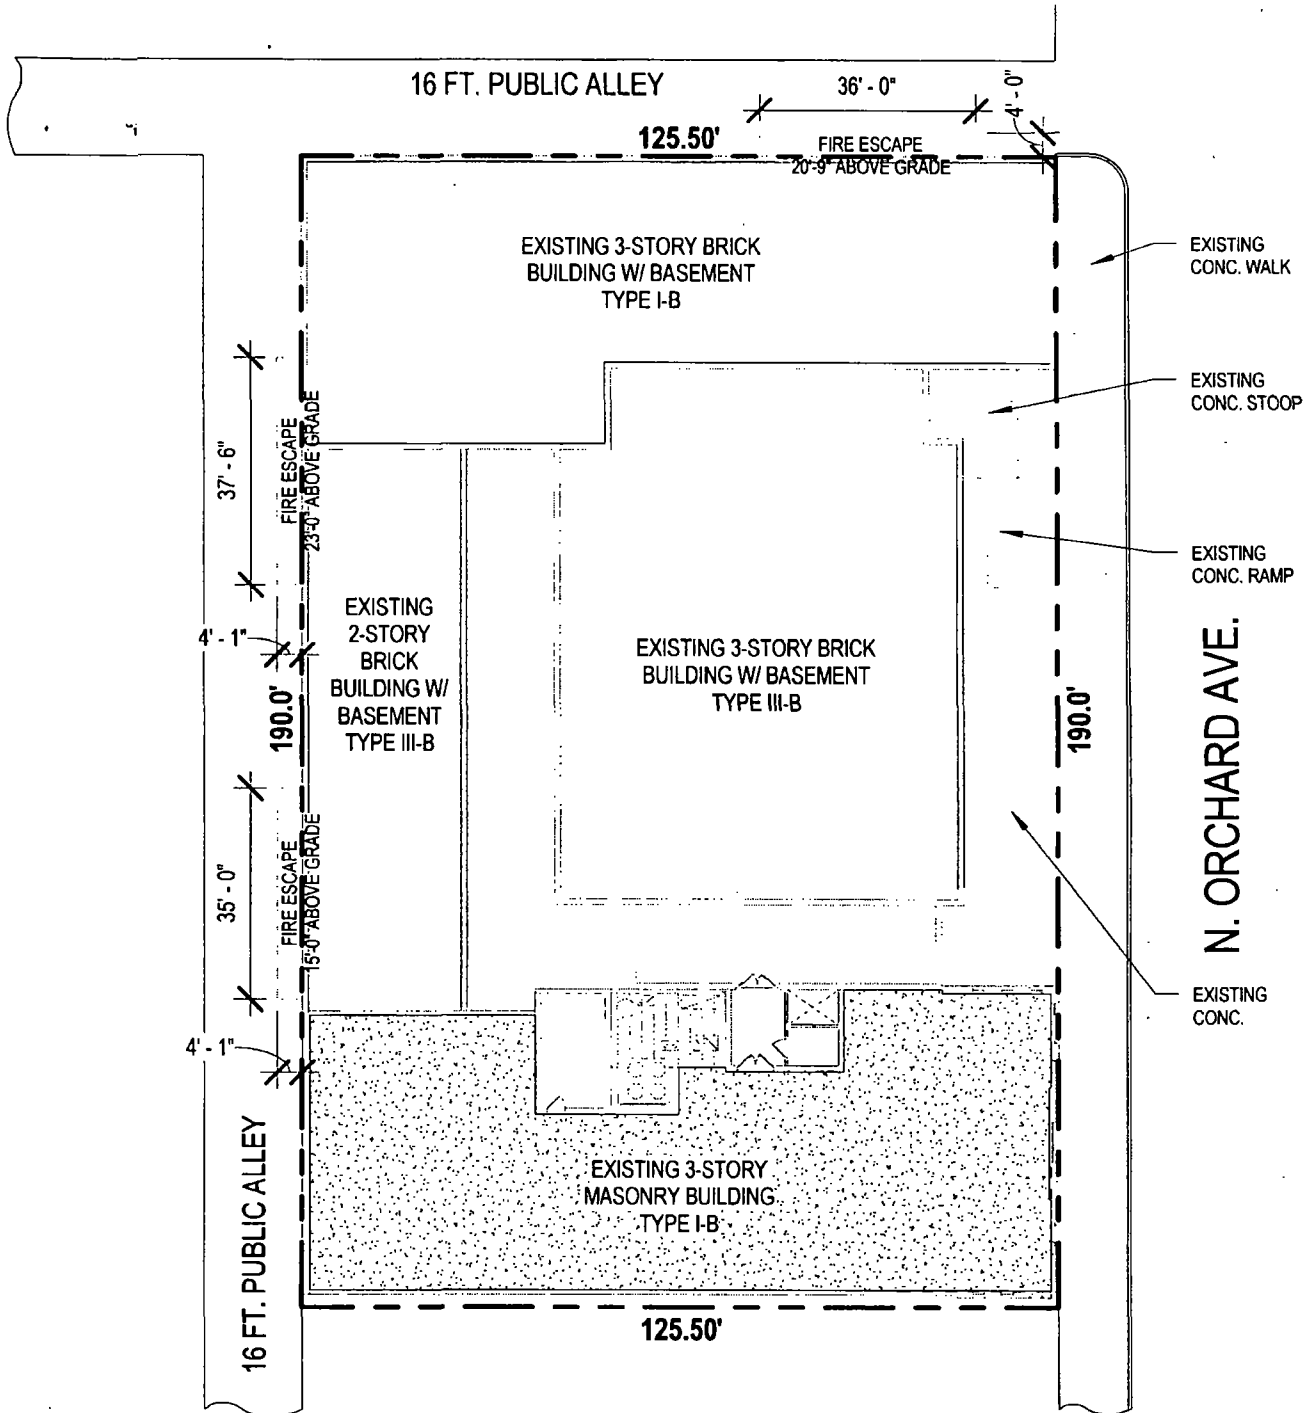 16 FT. PUBLIC ALLEY
36' - 0"
4' - 0"
125.50'
FIRE ESCAPE
20'-9" ABOVE GRADE
EXISTING 3-STORY BRICK
BUILDING W/ BASEMENT
TYPE I-B
EXISTING
CONC. WALK
EXISTING
CONC. STOOP
37' - 6"
FIRE ESCAPE
23'-0" ABOVE GRADE
EXISTING
CONC. RAMP
EXISTING
2-STORY
BRICK
BUILDING W/
BASEMENT
TYPE III-B
EXISTING 3-STORY BRICK
BUILDING W/ BASEMENT
TYPE III-B
4' - 1"
190.0'
190.0'
N. ORCHARD AVE.
35' - 0"
FIRE ESCAPE
15'-0" ABOVE GRADE
EXISTING
CONC.
4' - 1"
16 FT. PUBLIC ALLEY
EXISTING 3-STORY
MASONRY BUILDING
TYPE I-B
125.50'